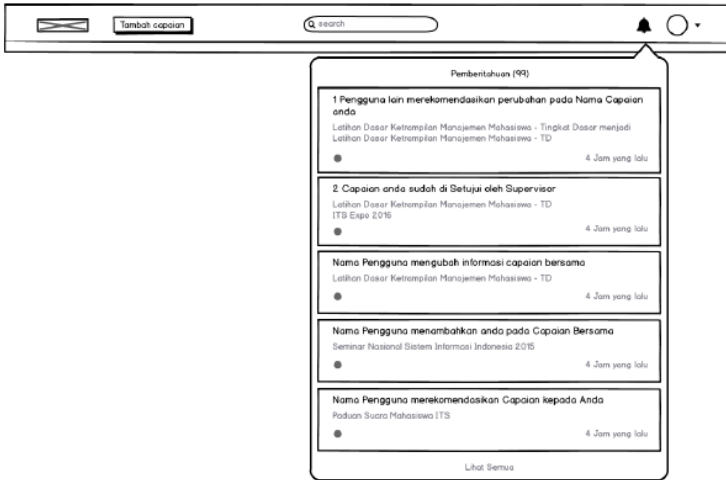 Tambah capaian
search
Pemberitahuan (99)
1 Pengguna lain merekomendasikan perubahan pada Nama Capaian
anda
Latihan Dasar Ketrampilan Manajemen Mahasiswa - Tingkat Dasar menjadi
Latihan Dasar Ketrampilan Manajemen Mahasiswa - TD
4 Jam yang lalu
2 Capaian anda sudah di Setujui oleh Supervisor
Latihan Dasar Ketrampilan Manajemen Mahasiswa - TD
ITS Expo 2016
4 Jam yang lalu
Nama Pengguna mengubah informasi capaian bersama
Latihan Dasar Ketrampilan Manajemen Mahasiswa - TD
4 Jam yang lalu
Nama Pengguna menambahkan anda pada Capaian Bersama
Seminar Nasional Sistem Informasi Indonesia 2015
4 Jam yang lalu
Nama Pengguna merekomendasikan Capaian kepada Anda
Paduan Suara Mahasiswa ITS
4 Jam yang lalu
Lihat Semua